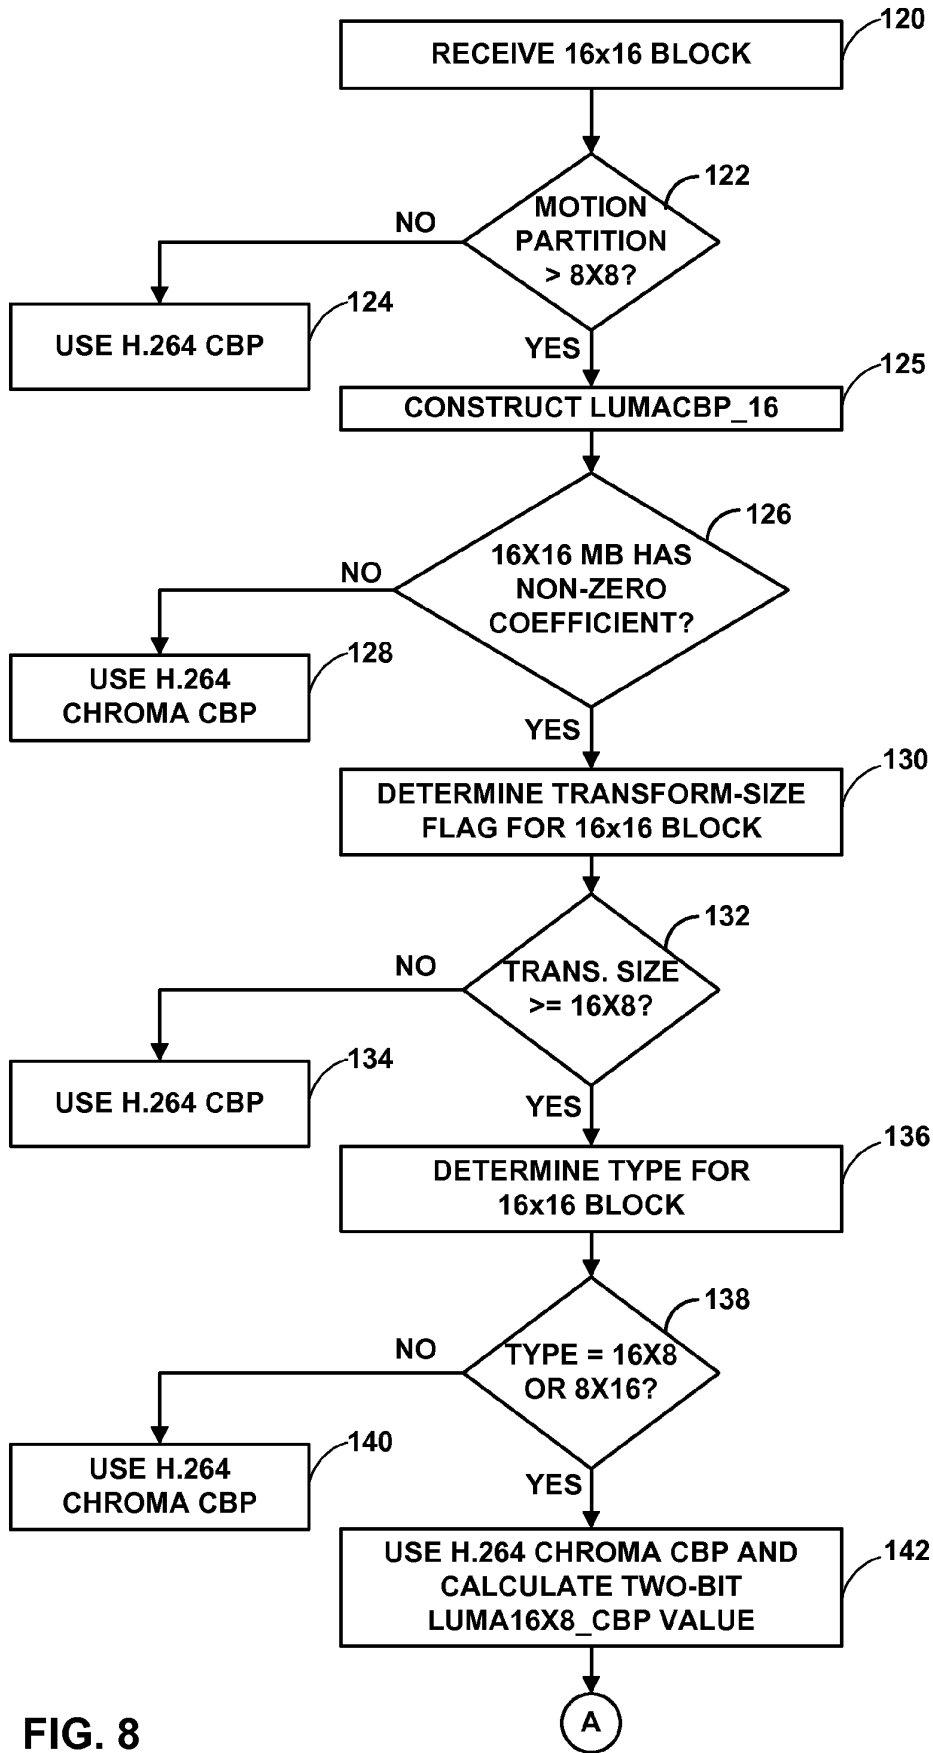 RECEIVE 16x16 BLOCK
120
MOTION
PARTITION
> 8X8?
122
NO
USE H.264 CBP
124
YES
CONSTRUCT LUMACBP_16
125
16X16 MB HAS
NON-ZERO
COEFFICIENT?
126
NO
USE H.264
CHROMA CBP
128
YES
DETERMINE TRANSFORM-SIZE
FLAG FOR 16x16 BLOCK
130
TRANS. SIZE
>= 16X8?
132
NO
USE H.264 CBP
134
YES
DETERMINE TYPE FOR
16x16 BLOCK
136
TYPE = 16X8
OR 8X16?
138
NO
USE H.264
CHROMA CBP
140
YES
USE H.264 CHROMA CBP AND
CALCULATE TWO-BIT
LUMA16X8_CBP VALUE
142
A
FIG. 8